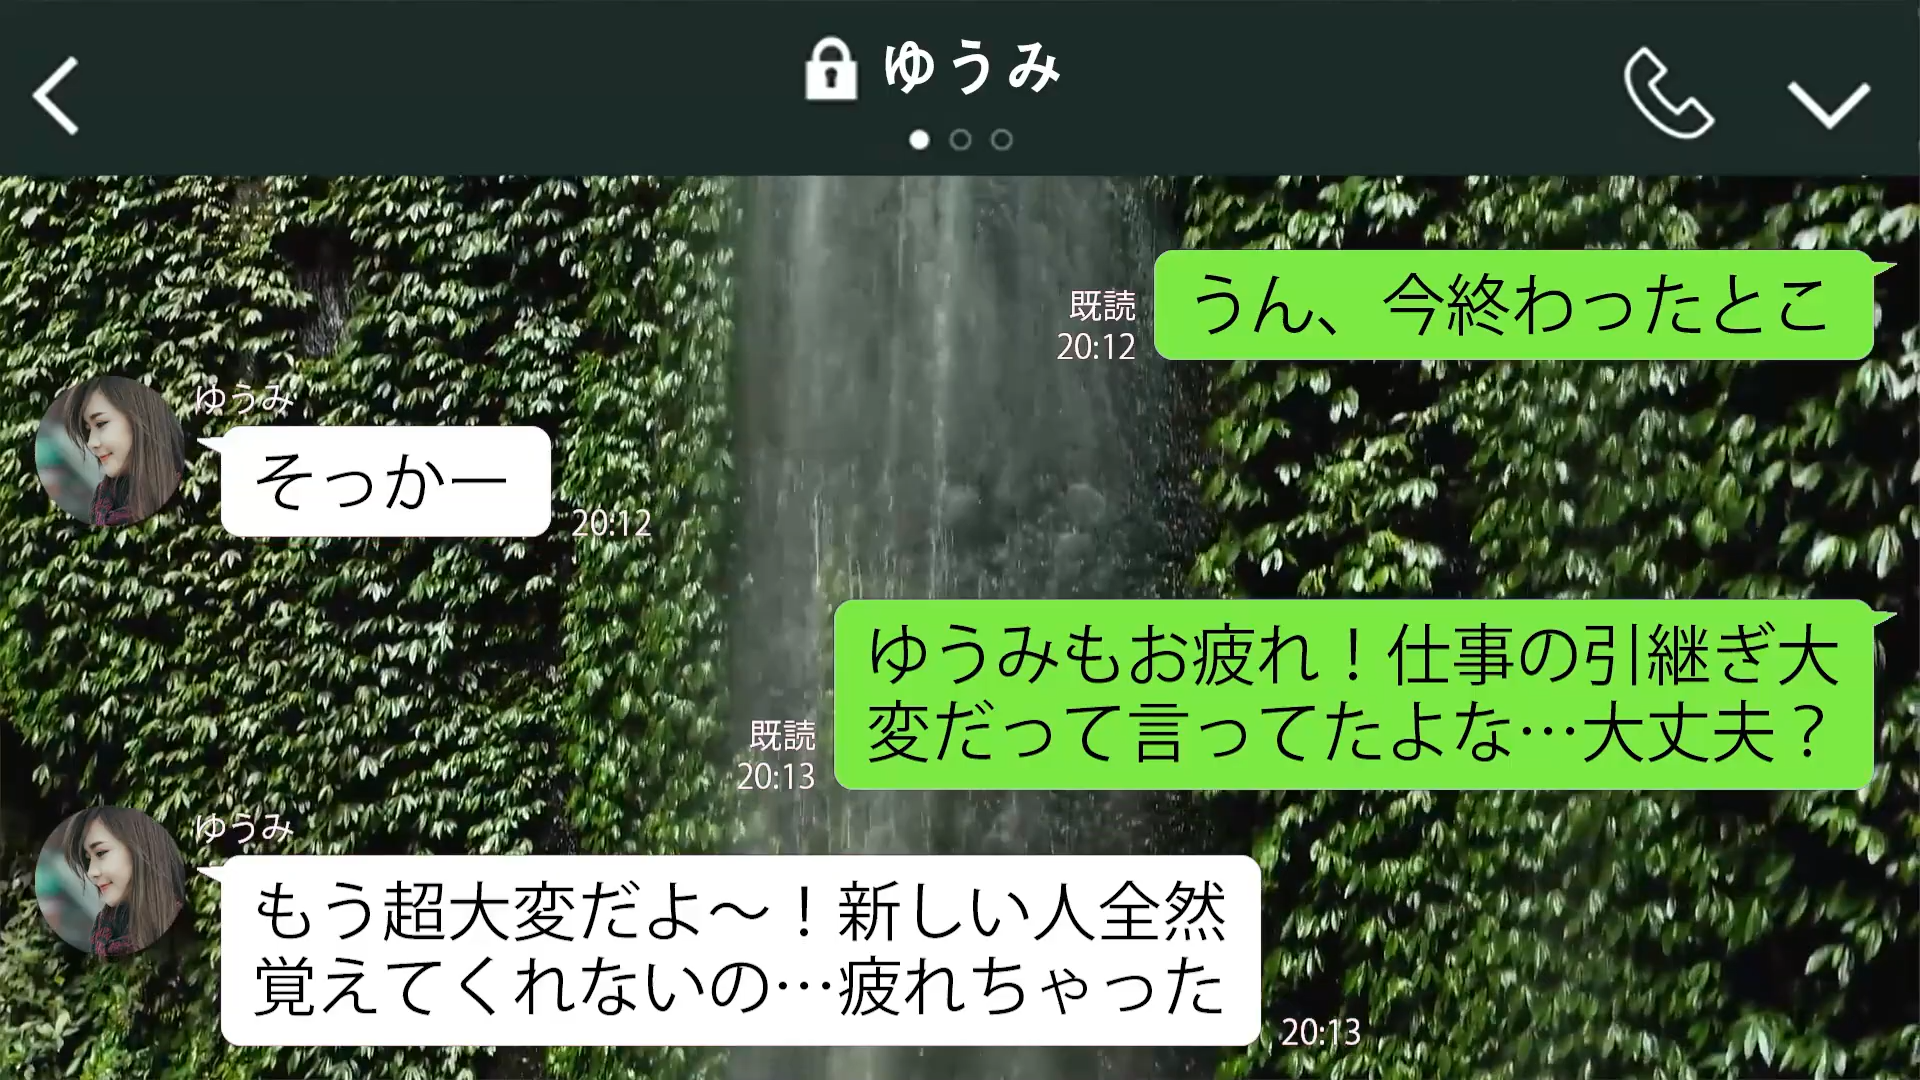 ゆうみ
うん、今終わったとこ
既読
20:12
ゆうみ
そっかー
20:12
ゆうみもお疲れ！仕事の引継ぎ大
変だって言ってたよな…大丈夫？
既読
20:13
ゆうみ
もう超大変だよ～！新しい人全然
覚えてくれないの…疲れちゃった
20:13